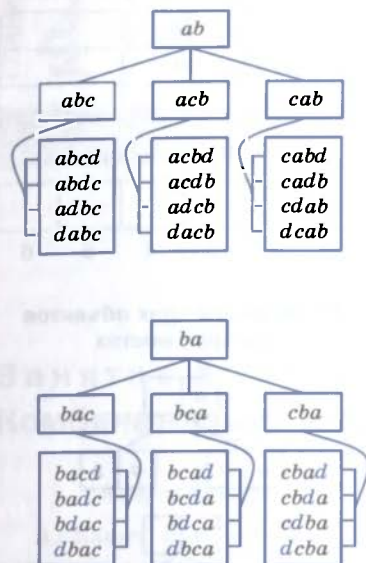 ab
abc acb cab
abcd acbd cabd
abdc acdb cadb
adbc adcb cdab
dabc dacb dcab
ba
bac bca cba
bacd bcad cbad
badc bcda cbda
bdac bdca cdba
dbac dbca dcba